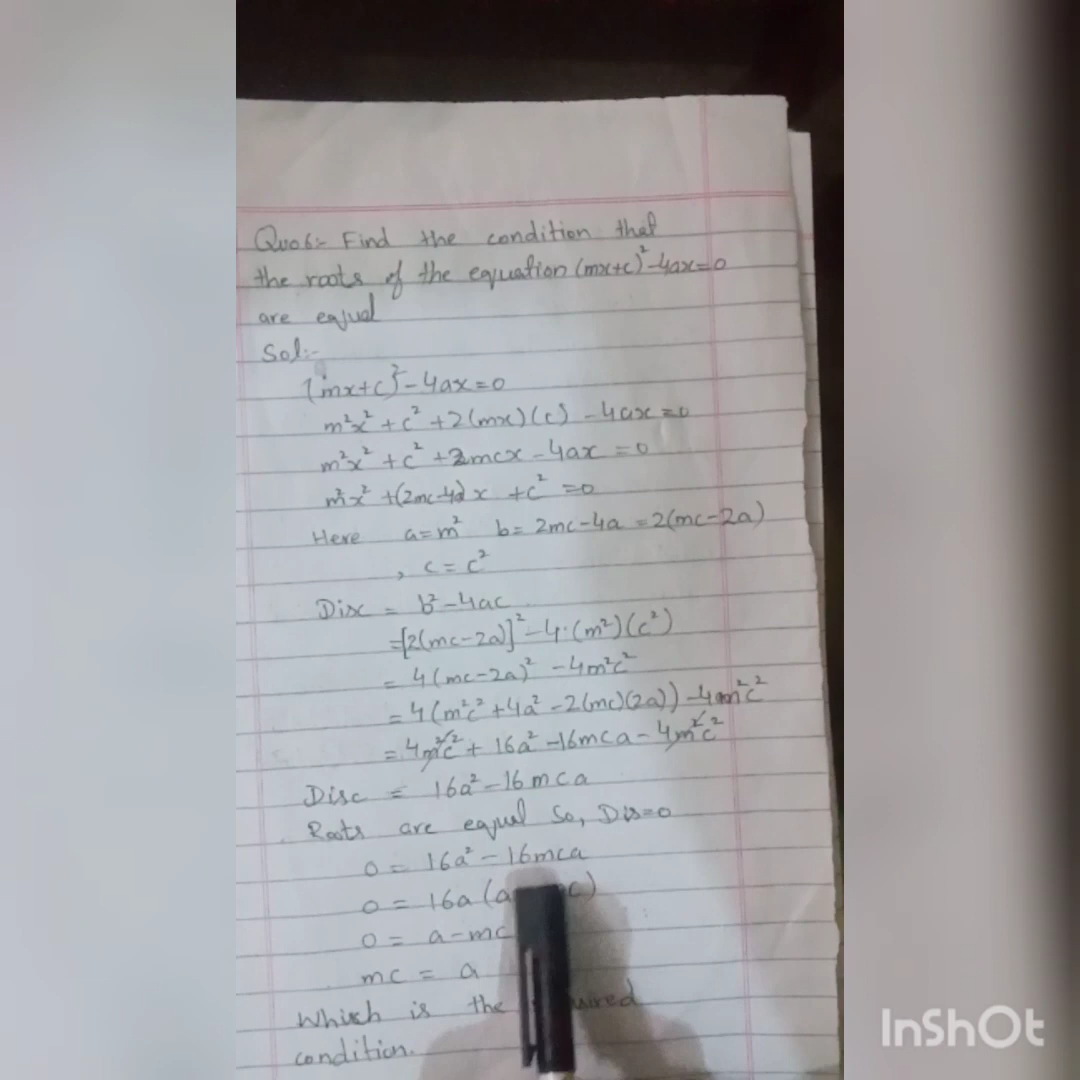 Quo6:- Find the condition that
the roots of the equation (mx+c)²-4ax=0
are equal
Sol:-
(mx+c)²-4ax=0
m²x²+c²+2(mx)(c)-4ax=0
m²x²+c²+2mcx-4ax=0
m²x²+(2mc-4a)x+c²=0
Here a=m² b=2mc-4a=2(mc-2a)
, c=c²
Disc = b²-4ac
=[2(mc-2a)]²-4·(m²)(c²)
= 4(mc-2a)²-4m²c²
=4(m²c²+4a²-2(mc)(2a))-4m²c²
=4m²c²+16a²-16mca-4m²c²
Disc = 16a²-16mca
Roots are equal So, Dis=0
0 = 16a²-16mca
0 = 16a(a c)
0 = a-mc
mc = a
Which is the
condition.
InShOt